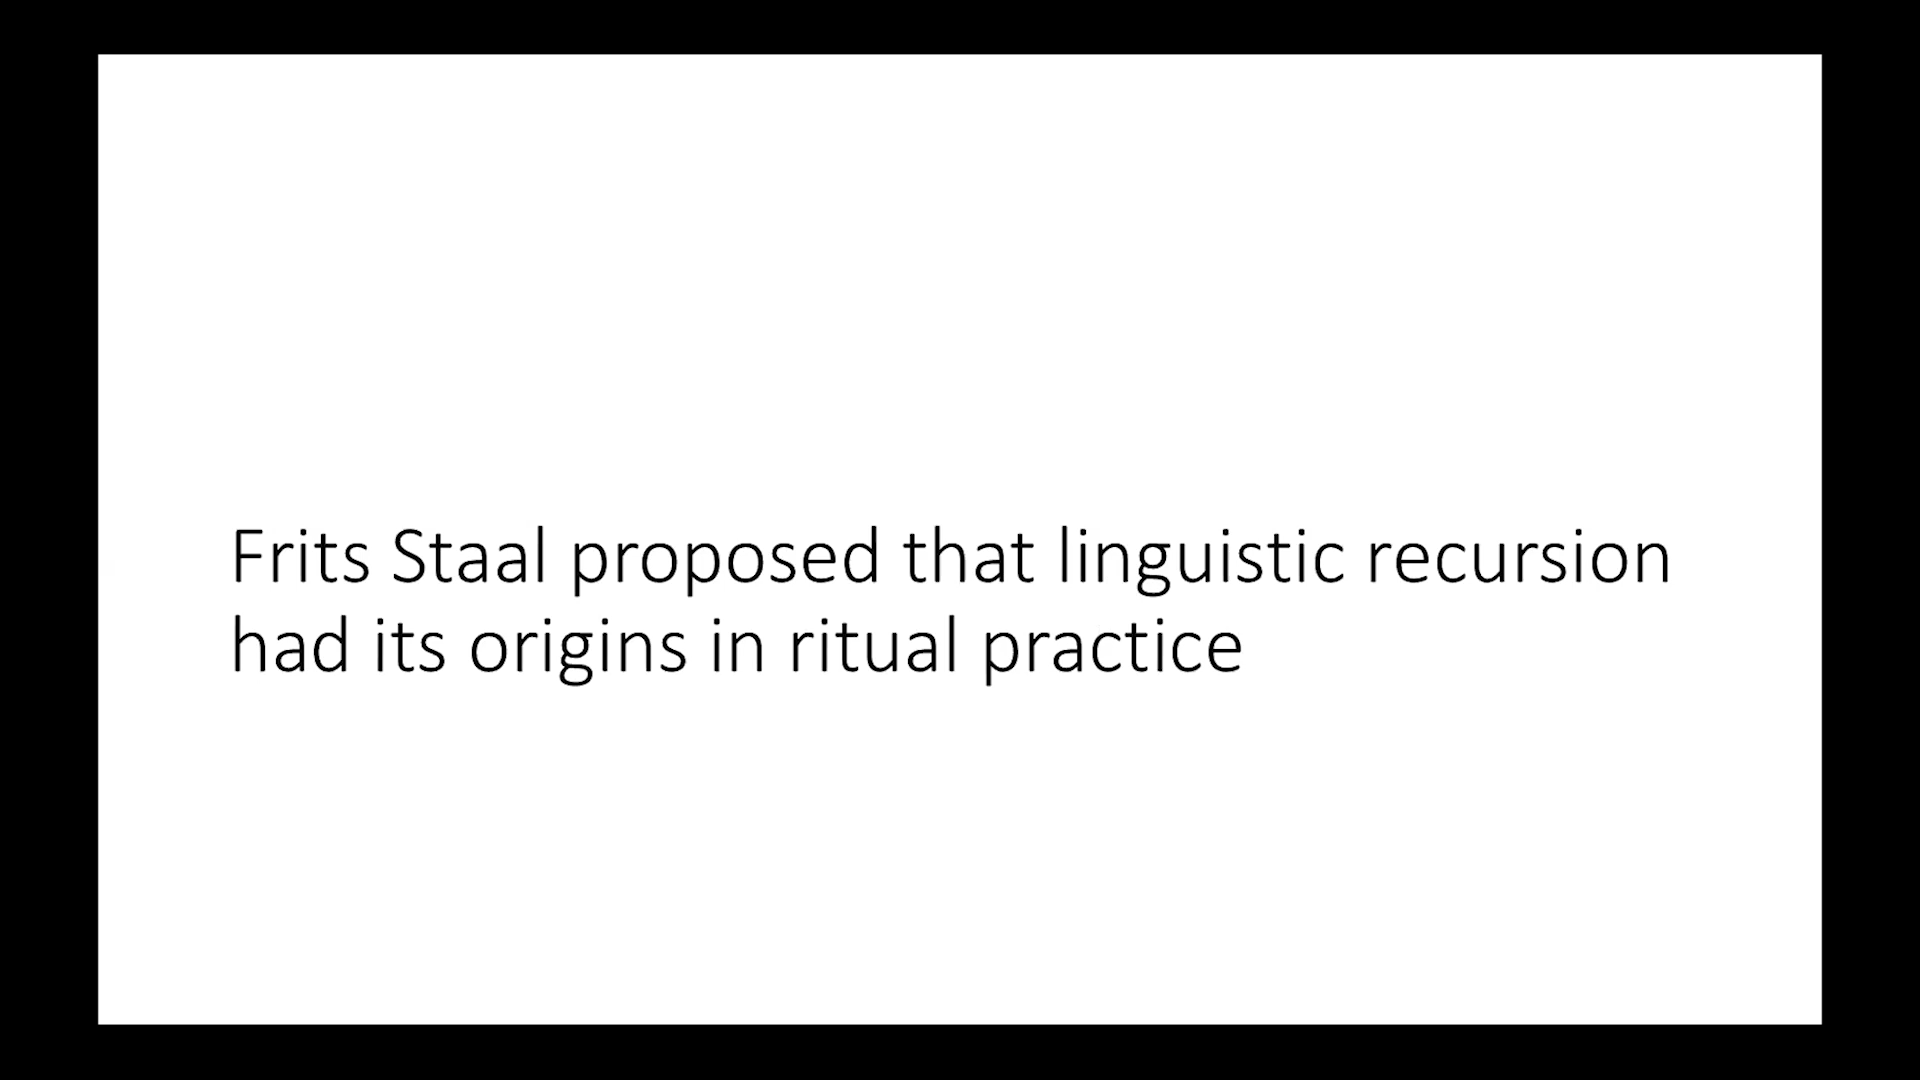 Frits Staal proposed that linguistic recursion
had its origins in ritual practice